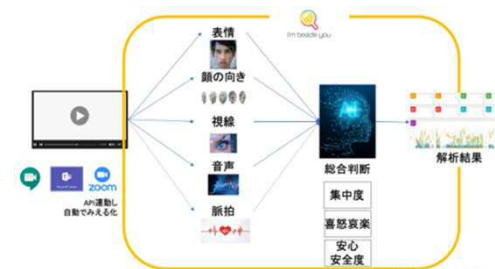 I'm beside you
表情
顔の向き
視線
音声
脈拍
zoom
API連動し
自動でみえる化
AI
総合判断
集中度
喜怒哀楽
安心
安全度
解析結果